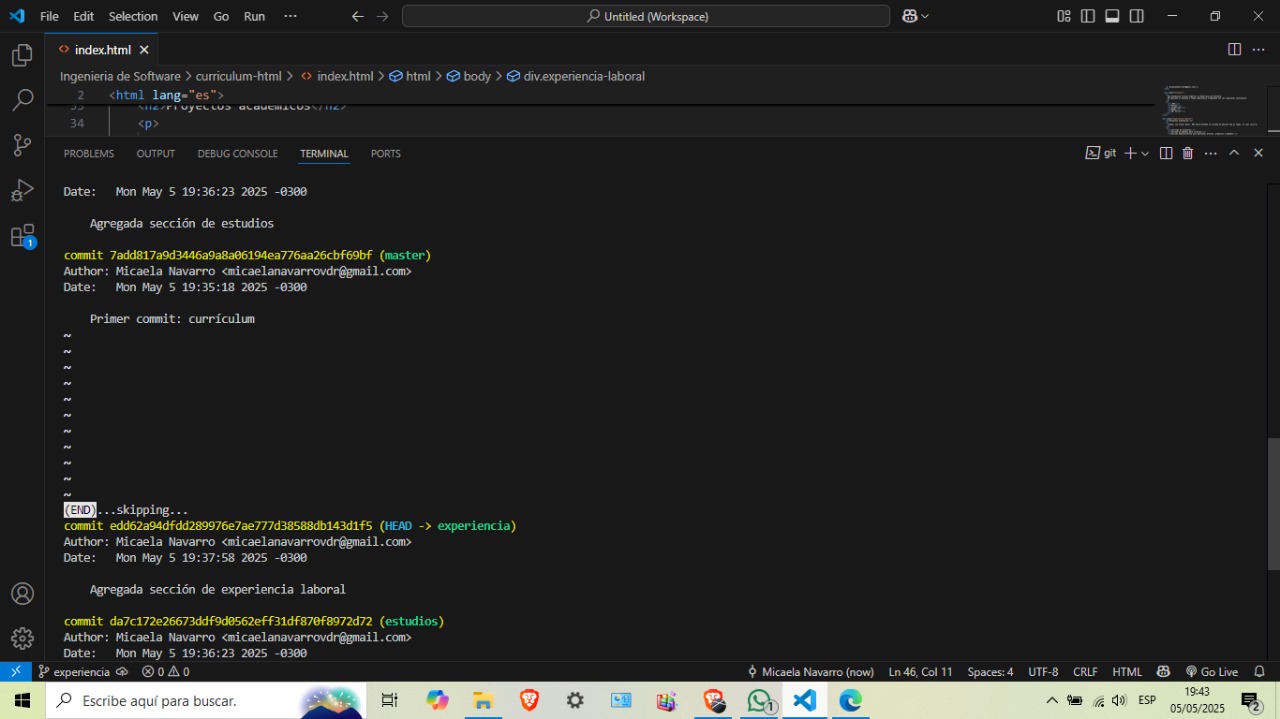 File Edit Selection View Go Run ··· Untitled (Workspace)
index.html
Ingenieria de Software > curriculum-html > index.html > html > body > div.experiencia-laboral
2 <html lang="es">
33 <h2>Proyectos académicos</h2>
34 <p>
PROBLEMS OUTPUT DEBUG CONSOLE TERMINAL PORTS git
Date: Mon May 5 19:36:23 2025 -0300
Agregada sección de estudios
commit 7add817a9d3446a9a8a06194ea776aa26cbf69bf (master)
Author: Micaela Navarro <micaelanavarrovdr@gmail.com>
Date: Mon May 5 19:35:18 2025 -0300
Primer commit: currículum
~
~
~
~
~
~
~
~
~
~
~
(END)...skipping...
commit edd62a94dfdd289976e7ae777d38588db143d1f5 (HEAD -> experiencia)
Author: Micaela Navarro <micaelanavarrovdr@gmail.com>
Date: Mon May 5 19:37:58 2025 -0300
Agregada sección de experiencia laboral
commit da7c172e26673ddf9d0562eff31df870f8972d72 (estudios)
Author: Micaela Navarro <micaelanavarrovdr@gmail.com>
Date: Mon May 5 19:36:23 2025 -0300
1
experiencia 0 0 Micaela Navarro (now) Ln 46, Col 11 Spaces: 4 UTF-8 CRLF HTML Go Live
Escribe aquí para buscar. 1 ESP 19:43
05/05/2025 2